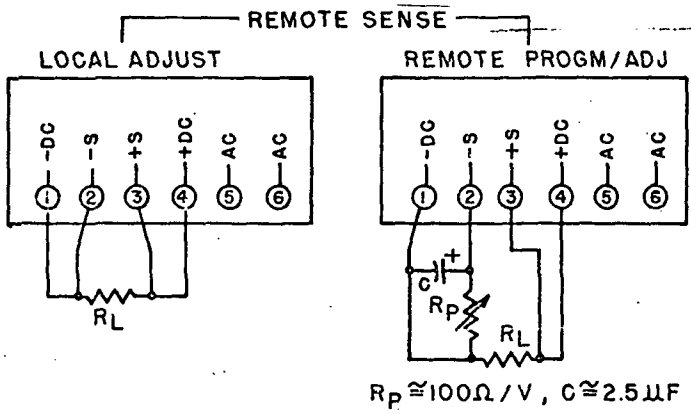 REMOTE SENSE
LOCAL ADJUST
REMOTE PROGM/ADJ
-DC -S +S +DC AC AC
1 2 3 4 5 6
RL
-DC -S +S +DC AC AC
1 2 3 4 5 6
C +
RP
RL
RP ≅100Ω/V, C≅2.5µF